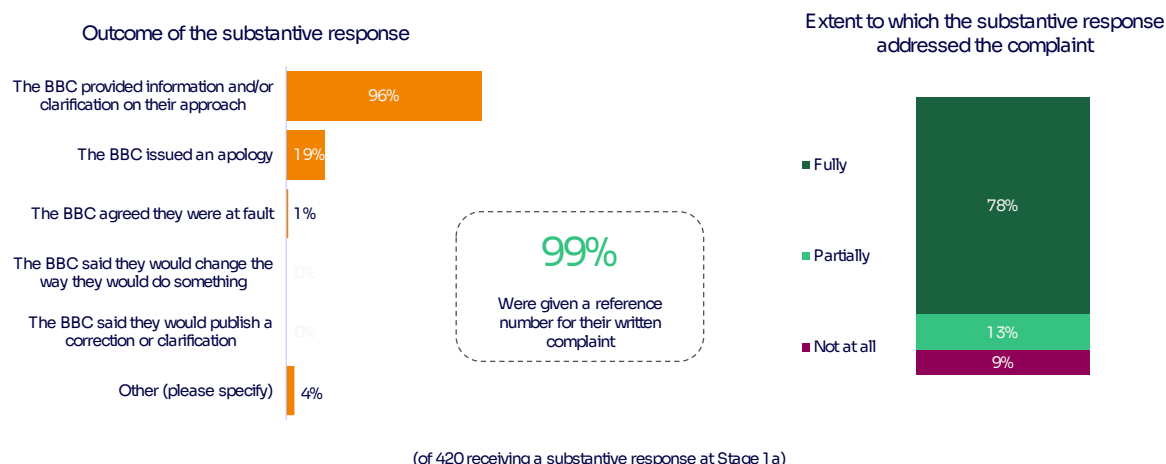 Outcome of the substantive response
The BBC provided information and/or
clarification on their approach
96%
The BBC issued an apology
19%
The BBC agreed they were at fault
1%
The BBC said they would change the
way they would do something
0%
The BBC said they would publish a
correction or clarification
0%
Other (please specify)
4%
99%
Were given a reference
number for their written
complaint
Extent to which the substantive response
addressed the complaint
Fully
Partially
Not at all
78%
13%
9%
(of 420 receiving a substantive response at Stage 1a)